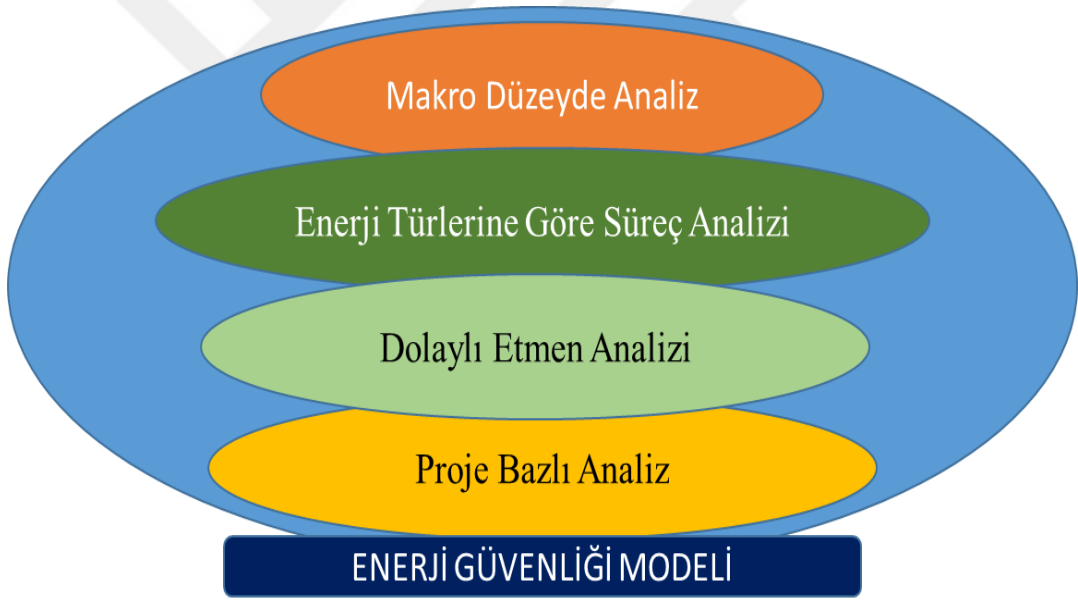 Makro Düzeyde Analiz
Enerji Türlerine Göre Süreç Analizi
Dolaylı Etmen Analizi
Proje Bazlı Analiz
ENERJİ GÜVENLİĞİ MODELİ